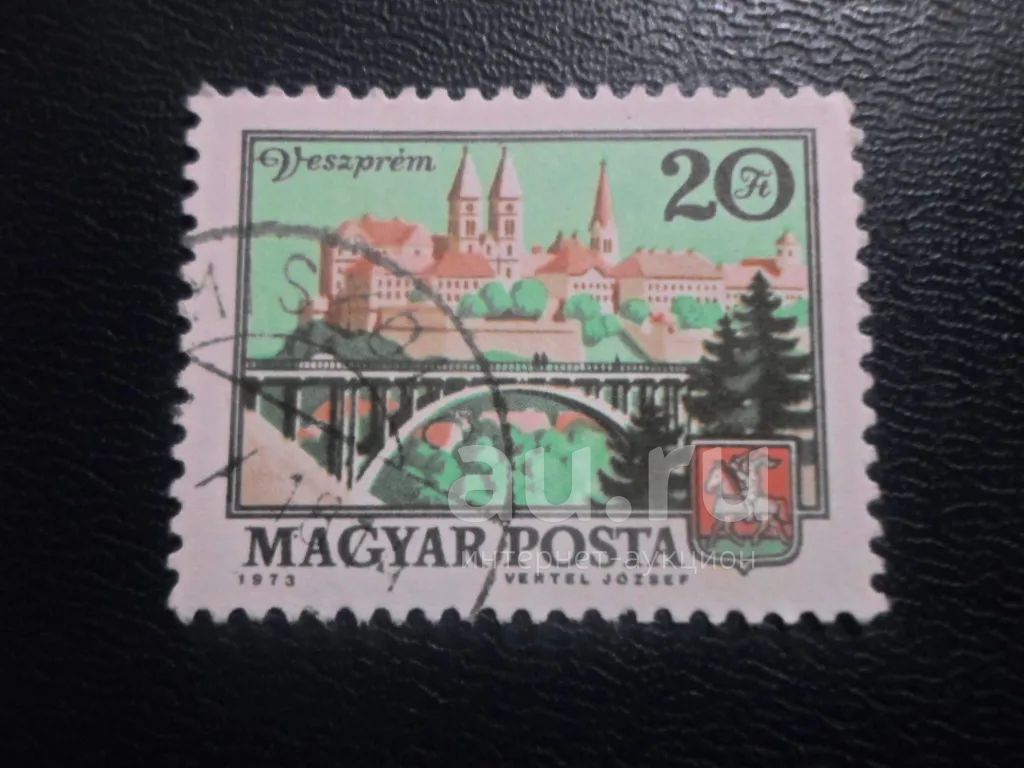 Veszprém
20 Ft
MAGYAR POSTA
1973 VERTEL JÓZSEF
au.ru
интернет-аукцион